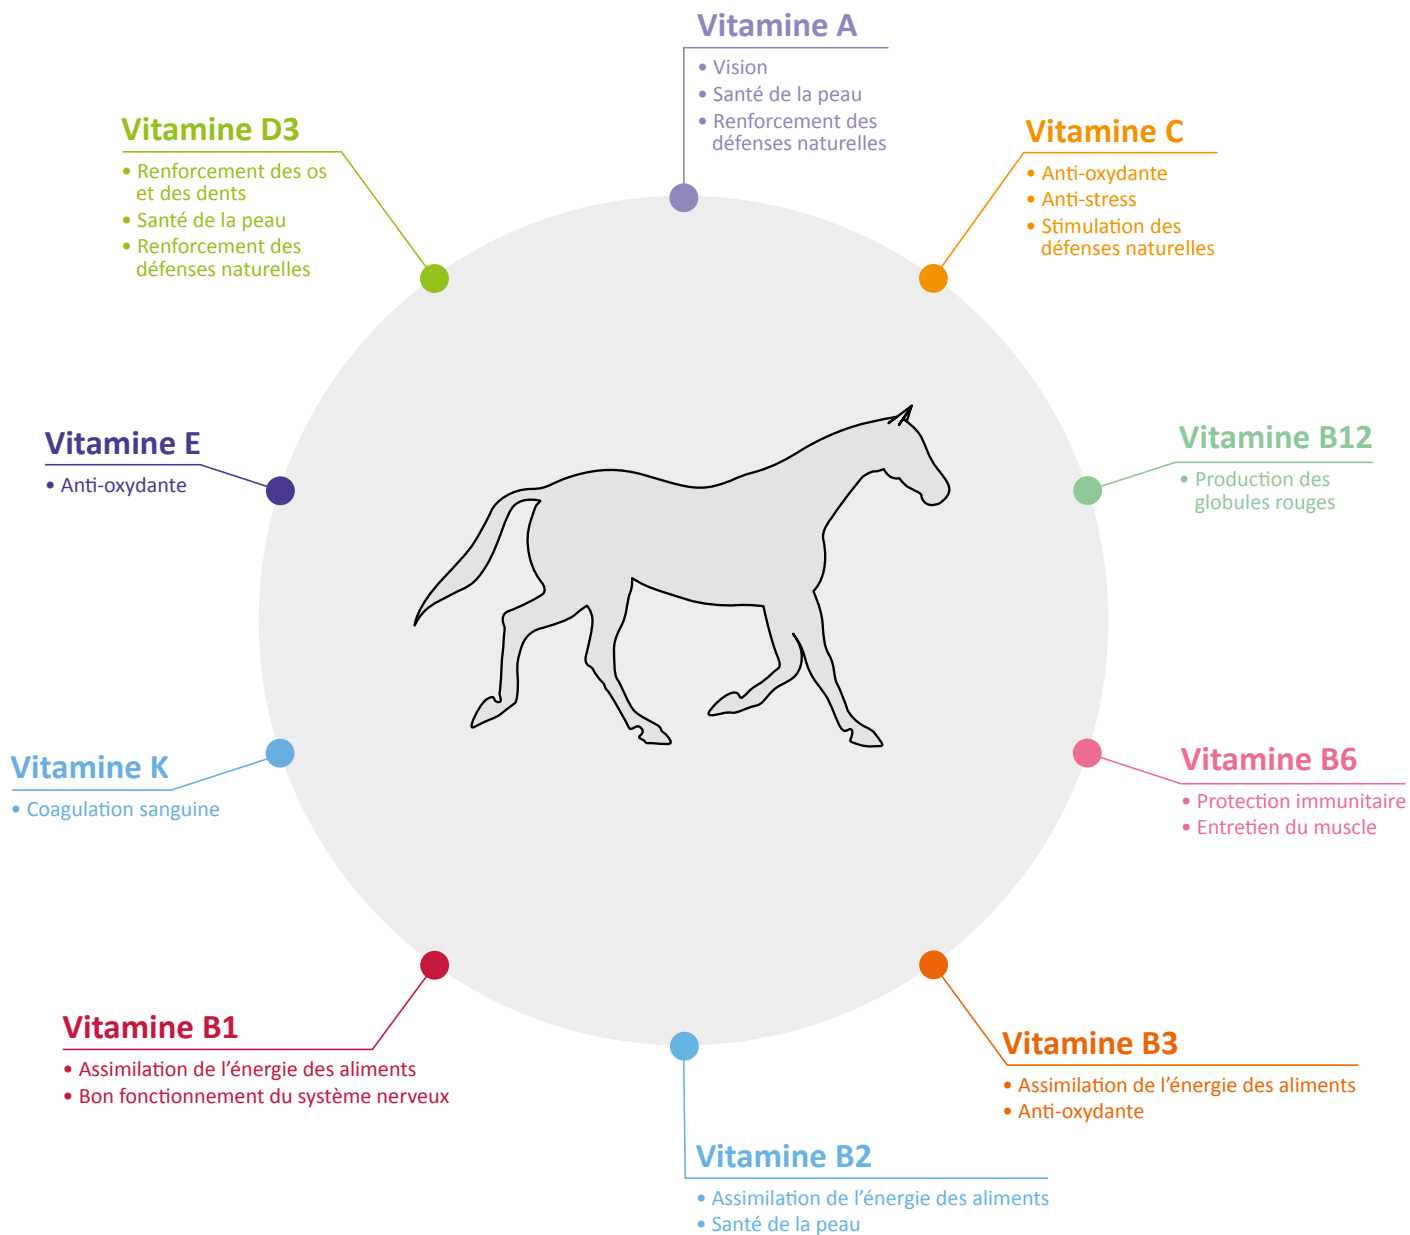 Vitamine A
• Vision
• Santé de la peau
• Renforcement des
défenses naturelles
Vitamine C
• Anti-oxydante
• Anti-stress
• Stimulation des
défenses naturelles
Vitamine B12
• Production des
globules rouges
Vitamine B6
• Protection immunitaire
• Entretien du muscle
Vitamine B3
• Assimilation de l’énergie des aliments
• Anti-oxydante
Vitamine B2
• Assimilation de l’énergie des aliments
• Santé de la peau
Vitamine B1
• Assimilation de l’énergie des aliments
• Bon fonctionnement du système nerveux
Vitamine K
• Coagulation sanguine
Vitamine E
• Anti-oxydante
Vitamine D3
• Renforcement des os
et des dents
• Santé de la peau
• Renforcement des
défenses naturelles